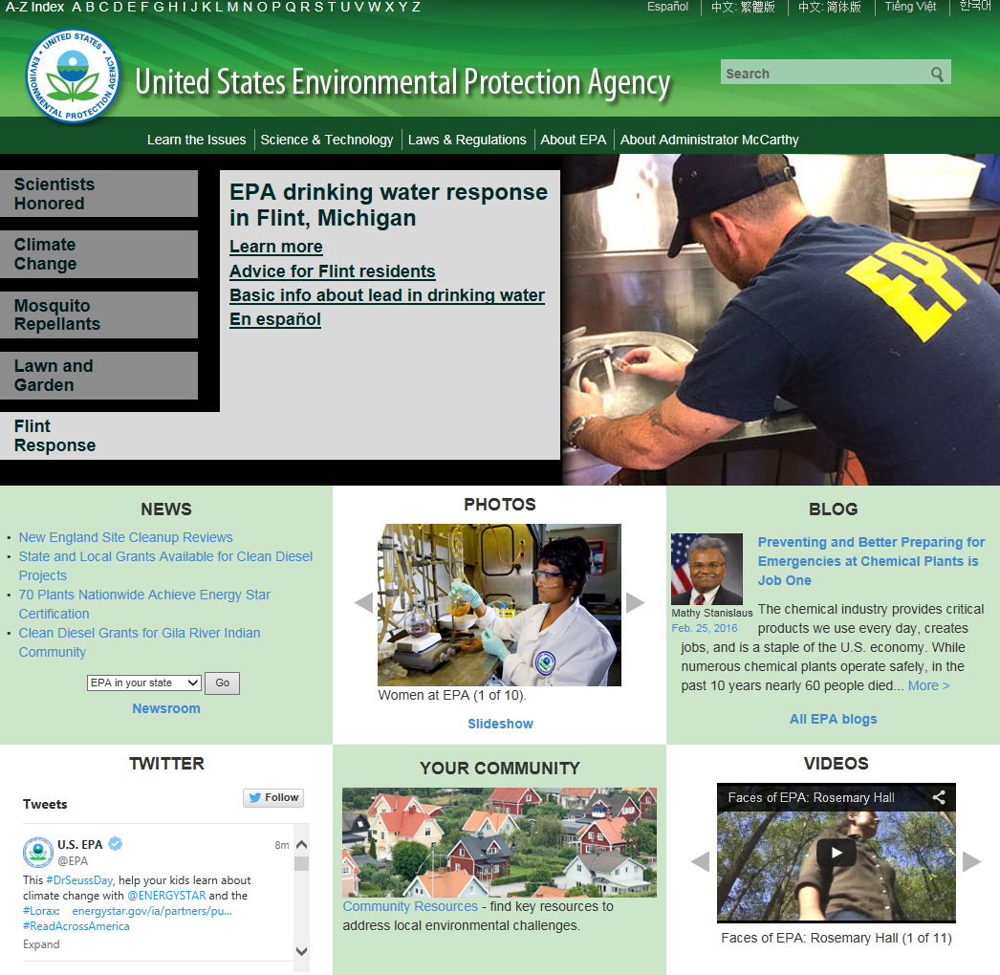 A-Z Index A B C D E F G H I J K L M N O P Q R S T U V W X Y Z
Español
中文: 繁體版
中文: 简体版
Tiếng Việt
한국어
UNITED STATES
ENVIRONMENTAL PROTECTION AGENCY
United States Environmental Protection Agency
Search
Learn the Issues
Science & Technology
Laws & Regulations
About EPA
About Administrator McCarthy
Scientists
Honored
Climate
Change
Mosquito
Repellants
Lawn and
Garden
Flint
Response
EPA drinking water response
in Flint, Michigan
Learn more
Advice for Flint residents
Basic info about lead in drinking water
En español
EPA
NEWS
• New England Site Cleanup Reviews
• State and Local Grants Available for Clean Diesel
Projects
• 70 Plants Nationwide Achieve Energy Star
Certification
• Clean Diesel Grants for Gila River Indian
Community
EPA in your state
Go
Newsroom
PHOTOS
Women at EPA (1 of 10).
Slideshow
BLOG
Mathy Stanislaus
Feb. 25, 2016
Preventing and Better Preparing for
Emergencies at Chemical Plants is
Job One
The chemical industry provides critical
products we use every day, creates
jobs, and is a staple of the U.S. economy. While
numerous chemical plants operate safely, in the
past 10 years nearly 60 people died... More >
All EPA blogs
TWITTER
Tweets
Follow
U.S. EPA
8m
@EPA
This #DrSeussDay, help your kids learn about
climate change with @ENERGYSTAR and the
#Lorax: energystar.gov/ia/partners/pu...
#ReadAcrossAmerica
Expand
YOUR COMMUNITY
Community Resources - find key resources to
address local environmental challenges.
VIDEOS
Faces of EPA: Rosemary Hall
Faces of EPA: Rosemary Hall (1 of 11)